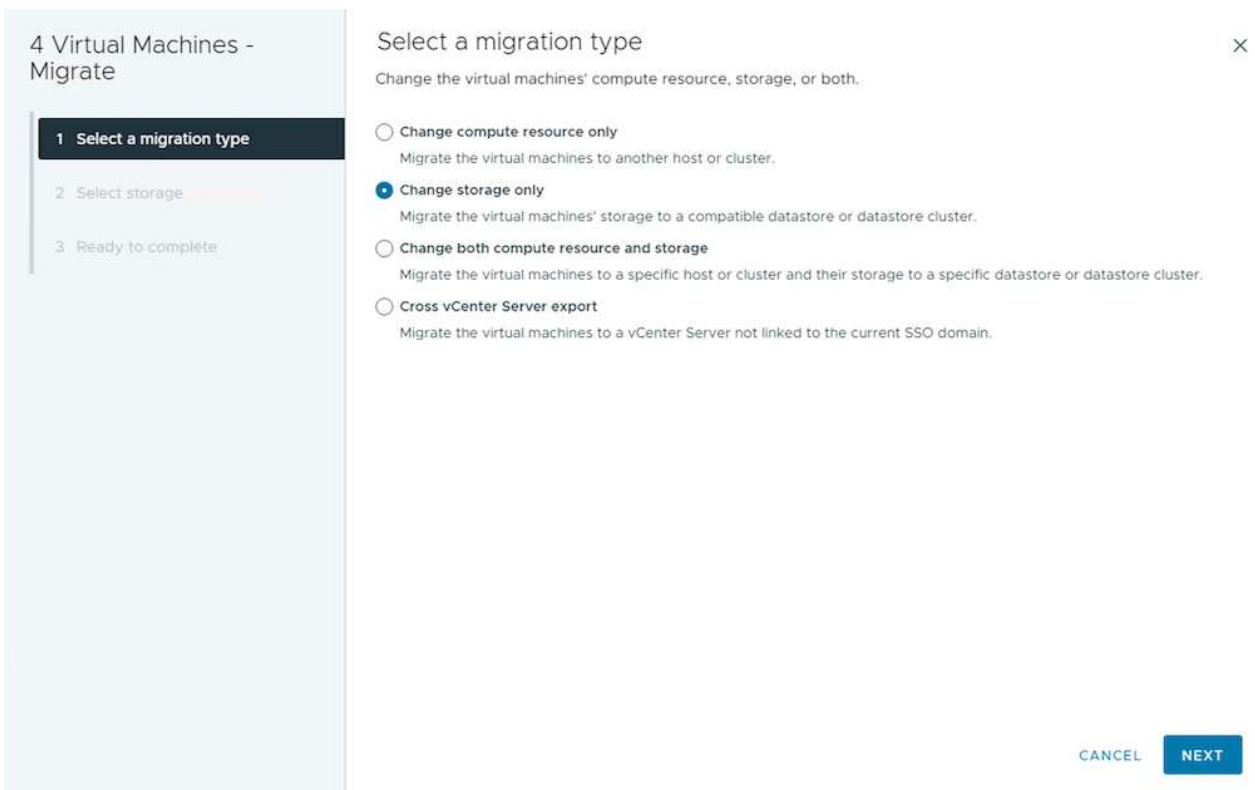 4 Virtual Machines -
Migrate
1 Select a migration type
2 Select storage
3 Ready to complete
Select a migration type
Change the virtual machines' compute resource, storage, or both.
Change compute resource only
Migrate the virtual machines to another host or cluster.
Change storage only
Migrate the virtual machines' storage to a compatible datastore or datastore cluster.
Change both compute resource and storage
Migrate the virtual machines to a specific host or cluster and their storage to a specific datastore or datastore cluster.
Cross vCenter Server export
Migrate the virtual machines to a vCenter Server not linked to the current SSO domain.
CANCEL
NEXT